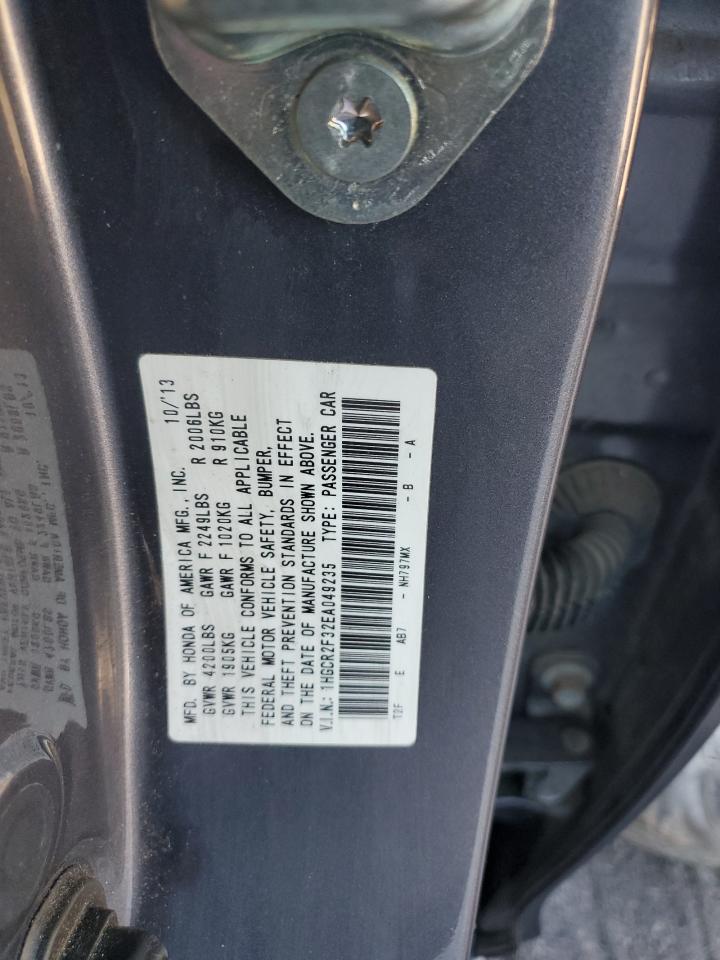 MFD. BY HONDA OF AMERICA MFG., INC. 10/'13
GVWR 4200LBS GAWR F 2249LBS R 2006LBS
GVWR 1905KG GAWR F 1020KG R 910KG
THIS VEHICLE CONFORMS TO ALL APPLICABLE
FEDERAL MOTOR VEHICLE SAFETY, BUMPER,
AND THEFT PREVENTION STANDARDS IN EFFECT
ON THE DATE OF MANUFACTURE SHOWN ABOVE.
V.I.N.: 1HGCR2F32EA049235 TYPE: PASSENGER CAR
T2F E AB7 - NH797MX - B - A